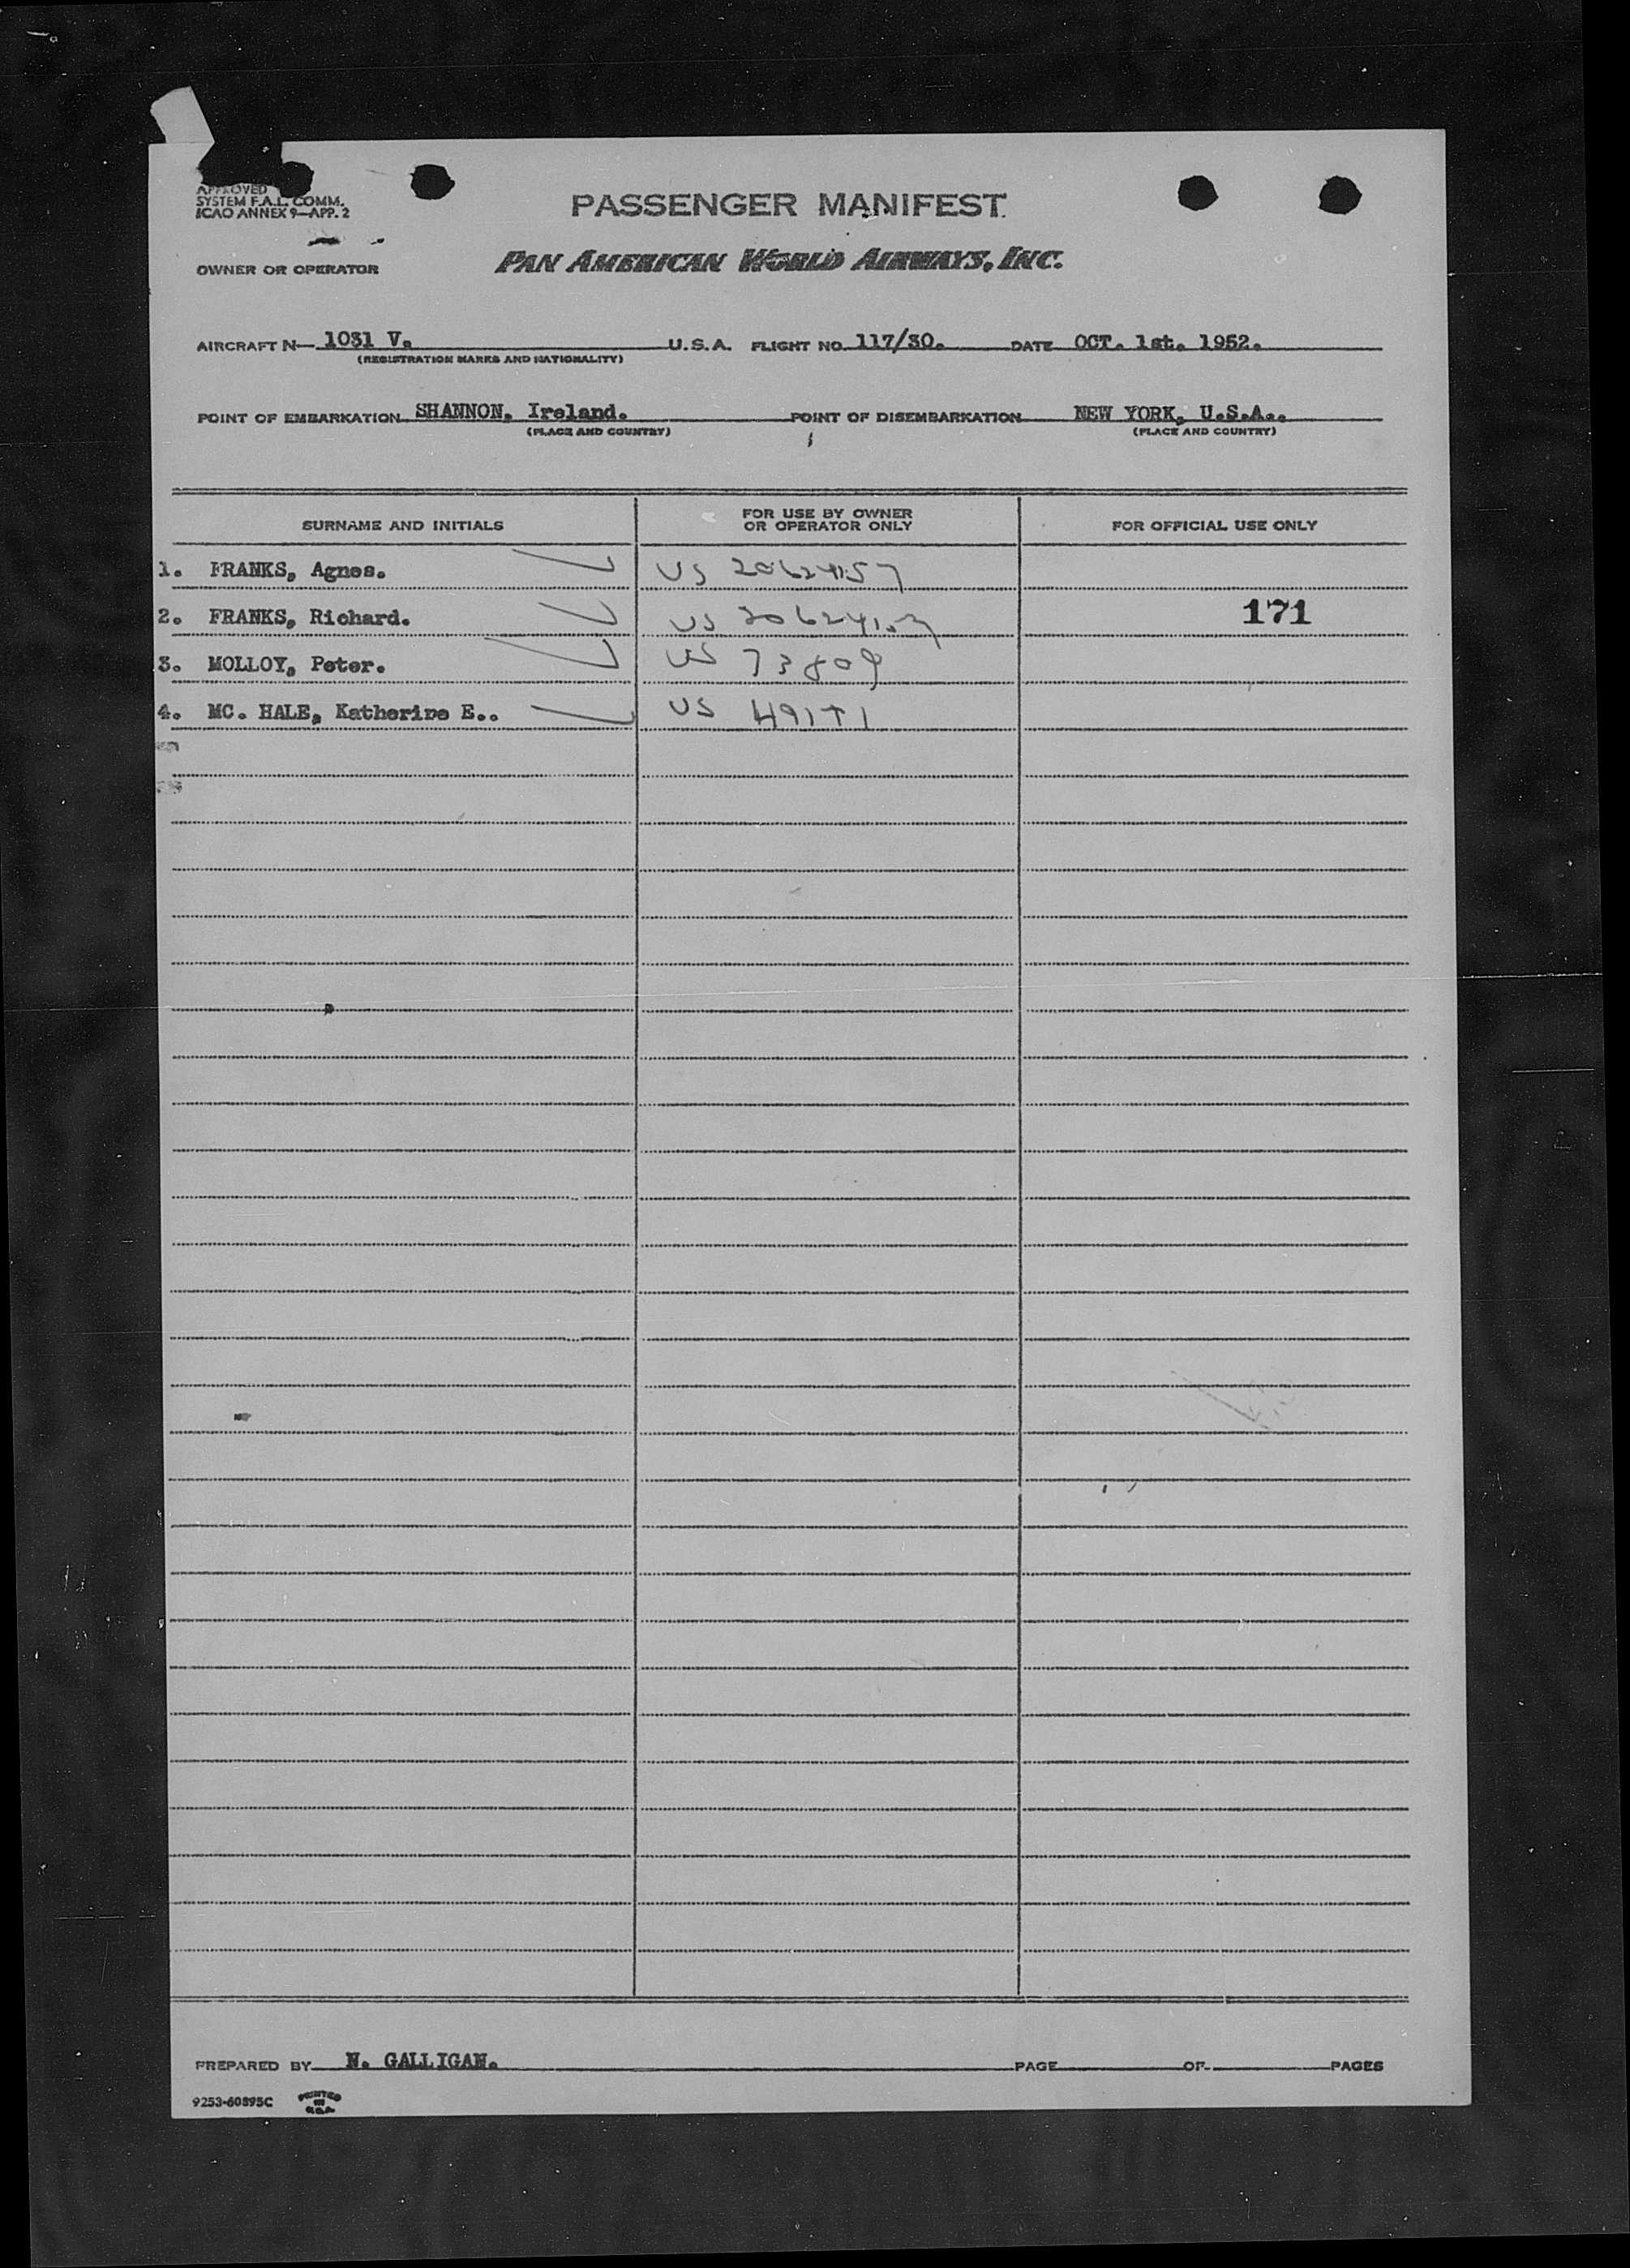 APPROVED
SYSTEM F.A.L. COMM.
ICAO ANNEX 9—APP. 2
PASSENGER MANIFEST
OWNER OR OPERATOR PAN AMERICAN WORLD AIRWAYS, INC.
AIRCRAFT N— 1031 V. U.S.A. FLIGHT NO. 117/30. DATE OCT. 1st. 1952.
(REGISTRATION MARKS AND NATIONALITY)
POINT OF EMBARKATION SHANNON, Ireland. POINT OF DISEMBARKATION NEW YORK, U.S.A..
(PLACE AND COUNTRY) (PLACE AND COUNTRY)
SURNAME AND INITIALS FOR USE BY OWNER OR OPERATOR ONLY FOR OFFICIAL USE ONLY
1. FRANKS, Agnes. US 20624157
2. FRANKS, Richard. US 171
3. MOLLOY, Peter. US 73809
4. MC. HALE, Katherine E.. US
PREPARED BY N. GALLIGAN. PAGE OF PAGES
9253-60895C PRINTED IN U.S.A.